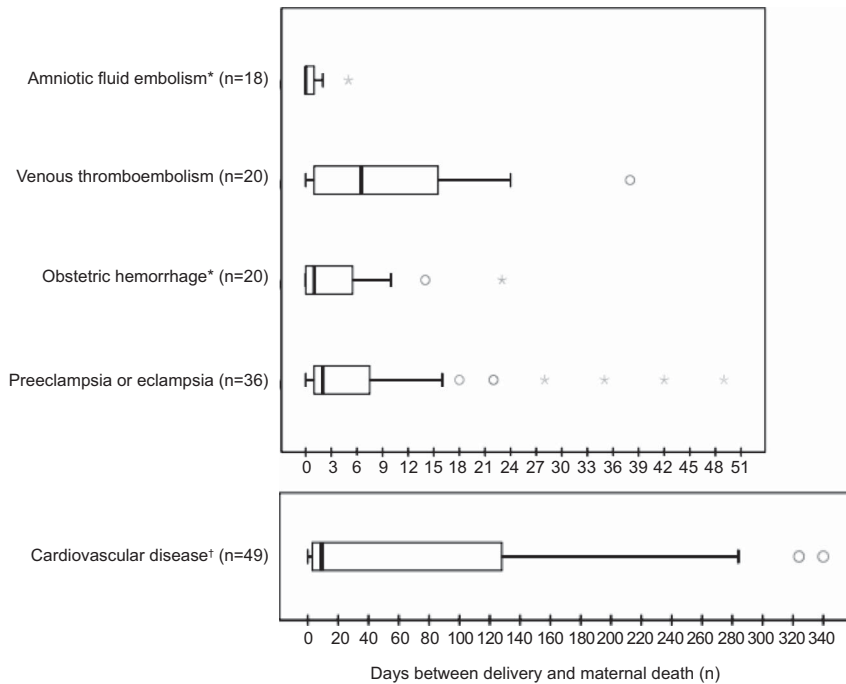 Amniotic fluid embolism* (n=18)
Venous thromboembolism (n=20)
Obstetric hemorrhage* (n=20)
Preeclampsia or eclampsia (n=36)
0 3 6 9 12 15 18 21 24 27 30 33 36 39 42 45 48 51
Cardiovascular disease† (n=49)
0 20 40 60 80 100 120 140 160 180 200 220 240 260 280 300 320 340
Days between delivery and maternal death (n)